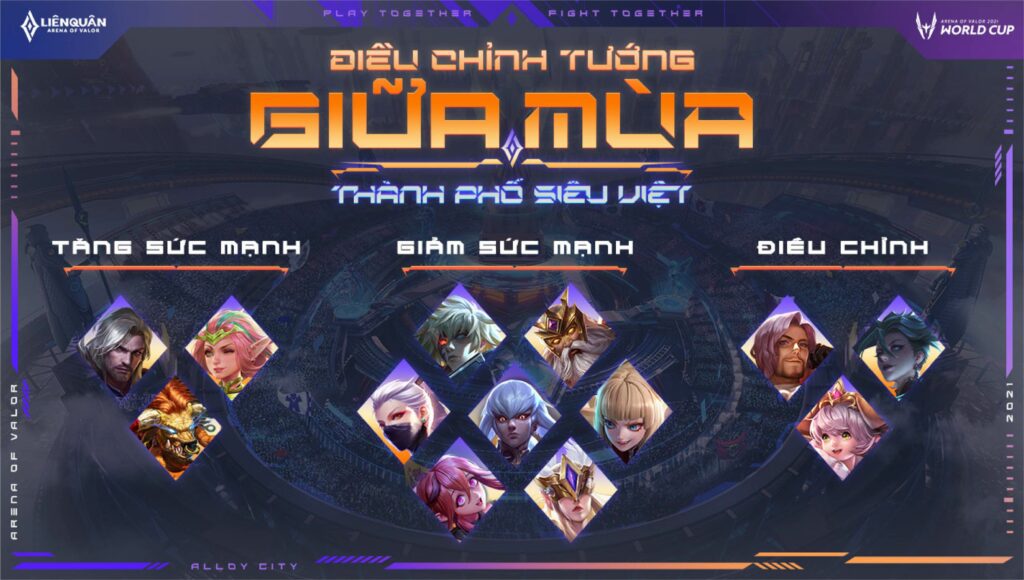 LIÊNQUÂN
ARENA OF VALOR
PLAY TOGETHER
FIGHT TOGETHER
ARENA OF VALOR 2021
WORLD CUP
ĐIỀU CHỈNH TƯỚNG
GIỮA MÙA
THÀNH PHỐ SIÊU VIỆT
TĂNG SỨC MẠNH
GIẢM SỨC MẠNH
ĐIỀU CHỈNH
ARENA OF VALOR
2021
ALLOY CITY